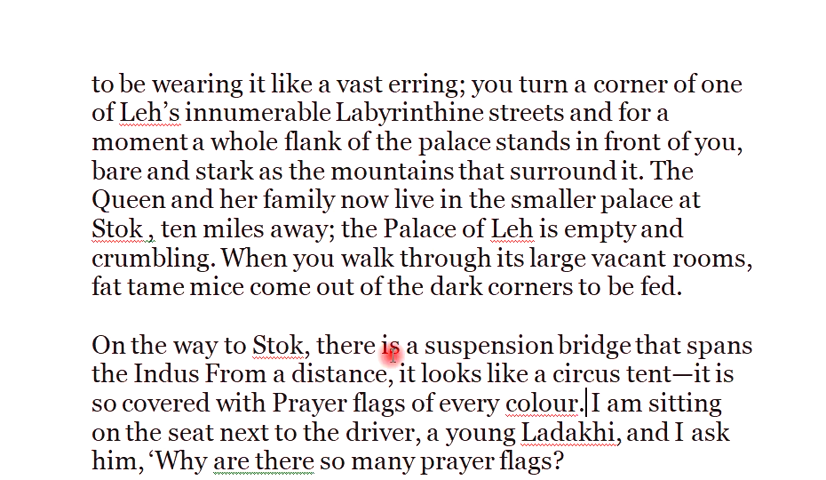 to be wearing it like a vast erring; you turn a corner of one
of Leh’s innumerable Labyrinthine streets and for a
moment a whole flank of the palace stands in front of you,
bare and stark as the mountains that surround it. The
Queen and her family now live in the smaller palace at
Stok , ten miles away; the Palace of Leh is empty and
crumbling. When you walk through its large vacant rooms,
fat tame mice come out of the dark corners to be fed.
On the way to Stok, there is a suspension bridge that spans
the Indus From a distance, it looks like a circus tent—it is
so covered with Prayer flags of every colour. I am sitting
on the seat next to the driver, a young Ladakhi, and I ask
him, ‘Why are there so many prayer flags?